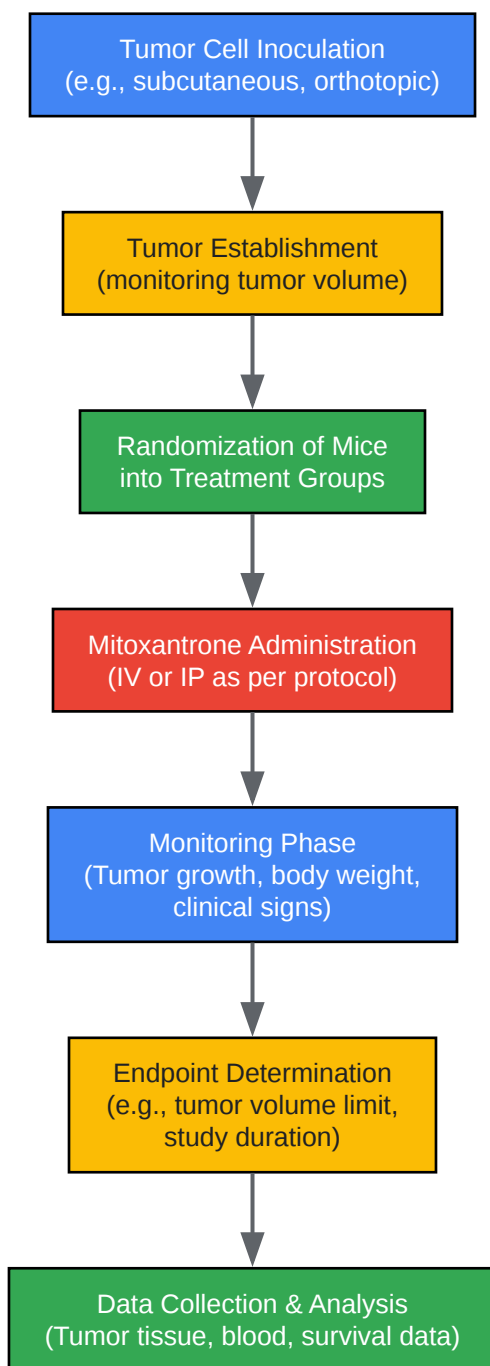 Tumor Cell Inoculation
(e.g., subcutaneous, orthotopic)
Tumor Establishment
(monitoring tumor volume)
Randomization of Mice
into Treatment Groups
Mitoxantrone Administration
(IV or IP as per protocol)
Monitoring Phase
(Tumor growth, body weight,
clinical signs)
Endpoint Determination
(e.g., tumor volume limit,
study duration)
Data Collection & Analysis
(Tumor tissue, blood, survival data)